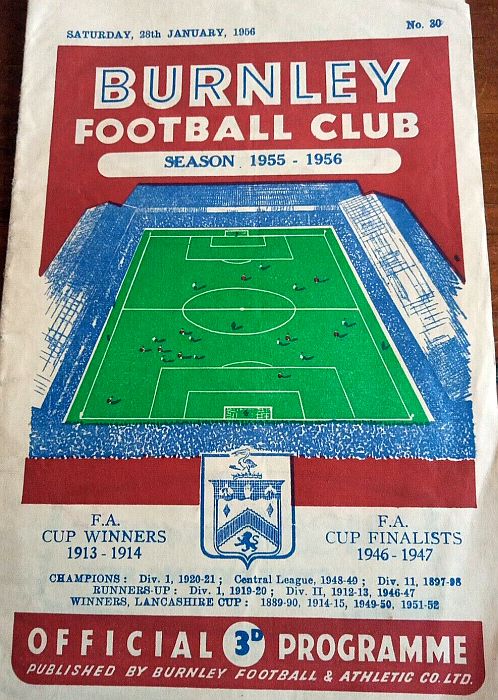 SATURDAY, 28th JANUARY, 1956 No. 30
BURNLEY
FOOTBALL CLUB
SEASON 1955 - 1956
F.A.
CUP WINNERS
1913 - 1914
F.A.
CUP FINALISTS
1946 - 1947
CHAMPIONS : Div. 1, 1920-21 ; Central League, 1948-49 ; Div. 11, 1897-98
RUNNERS-UP : Div. 1, 1919-20 ; Div. II, 1912-13, 1946-47
WINNERS, LANCASHIRE CUP : 1889-90, 1914-15, 1949-50, 1951-52
OFFICIAL 3D PROGRAMME
PUBLISHED BY BURNLEY FOOTBALL & ATHLETIC CO. LTD.